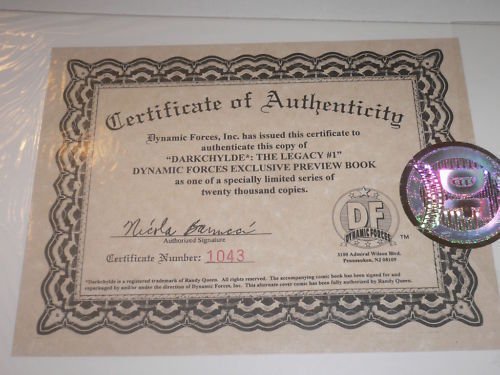 Certificate of Authenticity
Dynamic Forces, Inc. has issued this certificate to
authenticate this copy of
"DARKCHYLDE*: THE LEGACY #1"
DYNAMIC FORCES EXCLUSIVE PREVIEW BOOK
as one of a specially limited series of
twenty thousand copies.
Authorized Signature
Certificate Number: 1043
DF
DYNAMIC FORCES
TM
3100 Admiral Wilson Blvd.
Pennsauken, NJ 08109
*Darkchylde is a registered trademark of Randy Queen. All rights reserved. The accompanying comic book has been signed for and
repackaged by and/or under the direction of Dynamic Forces, Inc. This alternate cover comic has been fully authorized by Randy Queen.